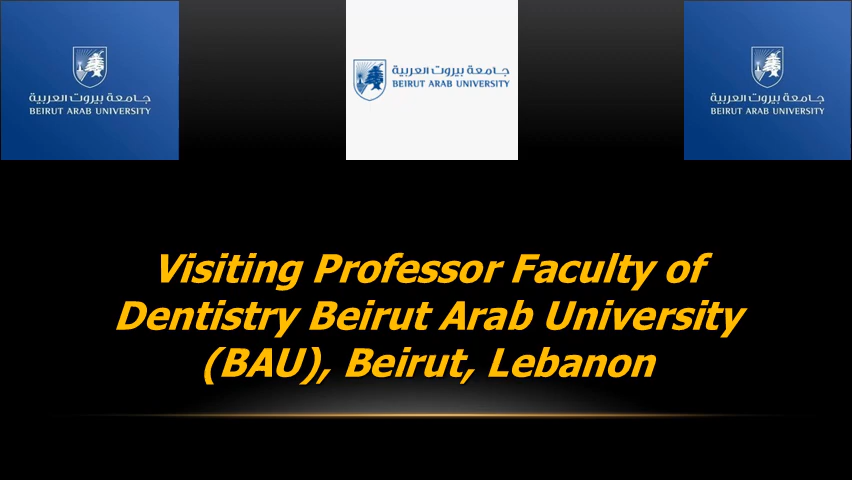 جامعة بيروت العربية
BEIRUT ARAB UNIVERSITY
جامعة بيروت العربية
BEIRUT ARAB UNIVERSITY
جامعة بيروت العربية
BEIRUT ARAB UNIVERSITY
Visiting Professor Faculty of
Dentistry Beirut Arab University
(BAU), Beirut, Lebanon